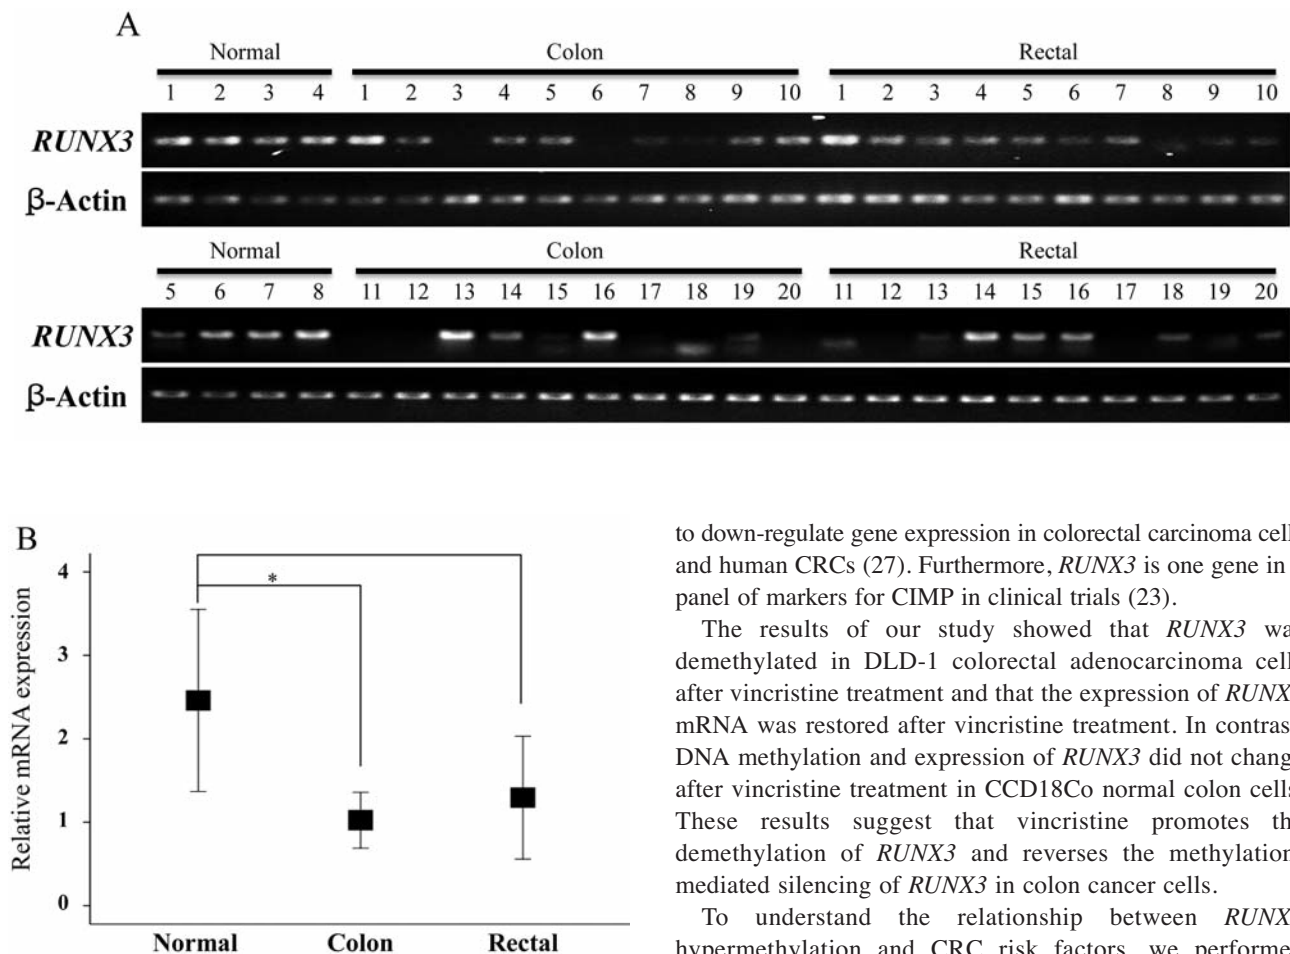 A
Normal Colon Rectal
1 2 3 4 1 2 3 4 5 6 7 8 9 10 1 2 3 4 5 6 7 8 9 10
RUNX3
β-Actin
Normal Colon Rectal
5 6 7 8 11 12 13 14 15 16 17 18 19 20 11 12 13 14 15 16 17 18 19 20
RUNX3
β-Actin
B
Relative mRNA expression
4
3
2
1
0
*
Normal Colon Rectal
to down-regulate gene expression in colorectal carcinoma cell
and human CRCs (27). Furthermore, RUNX3 is one gene in
panel of markers for CIMP in clinical trials (23).
The results of our study showed that RUNX3 wa
demethylated in DLD-1 colorectal adenocarcinoma cell
after vincristine treatment and that the expression of RUNX
mRNA was restored after vincristine treatment. In contras
DNA methylation and expression of RUNX3 did not chang
after vincristine treatment in CCD18Co normal colon cells
These results suggest that vincristine promotes th
demethylation of RUNX3 and reverses the methylation
mediated silencing of RUNX3 in colon cancer cells.
To understand the relationship between RUNX
hypermethylation and CRC risk factors, we performe